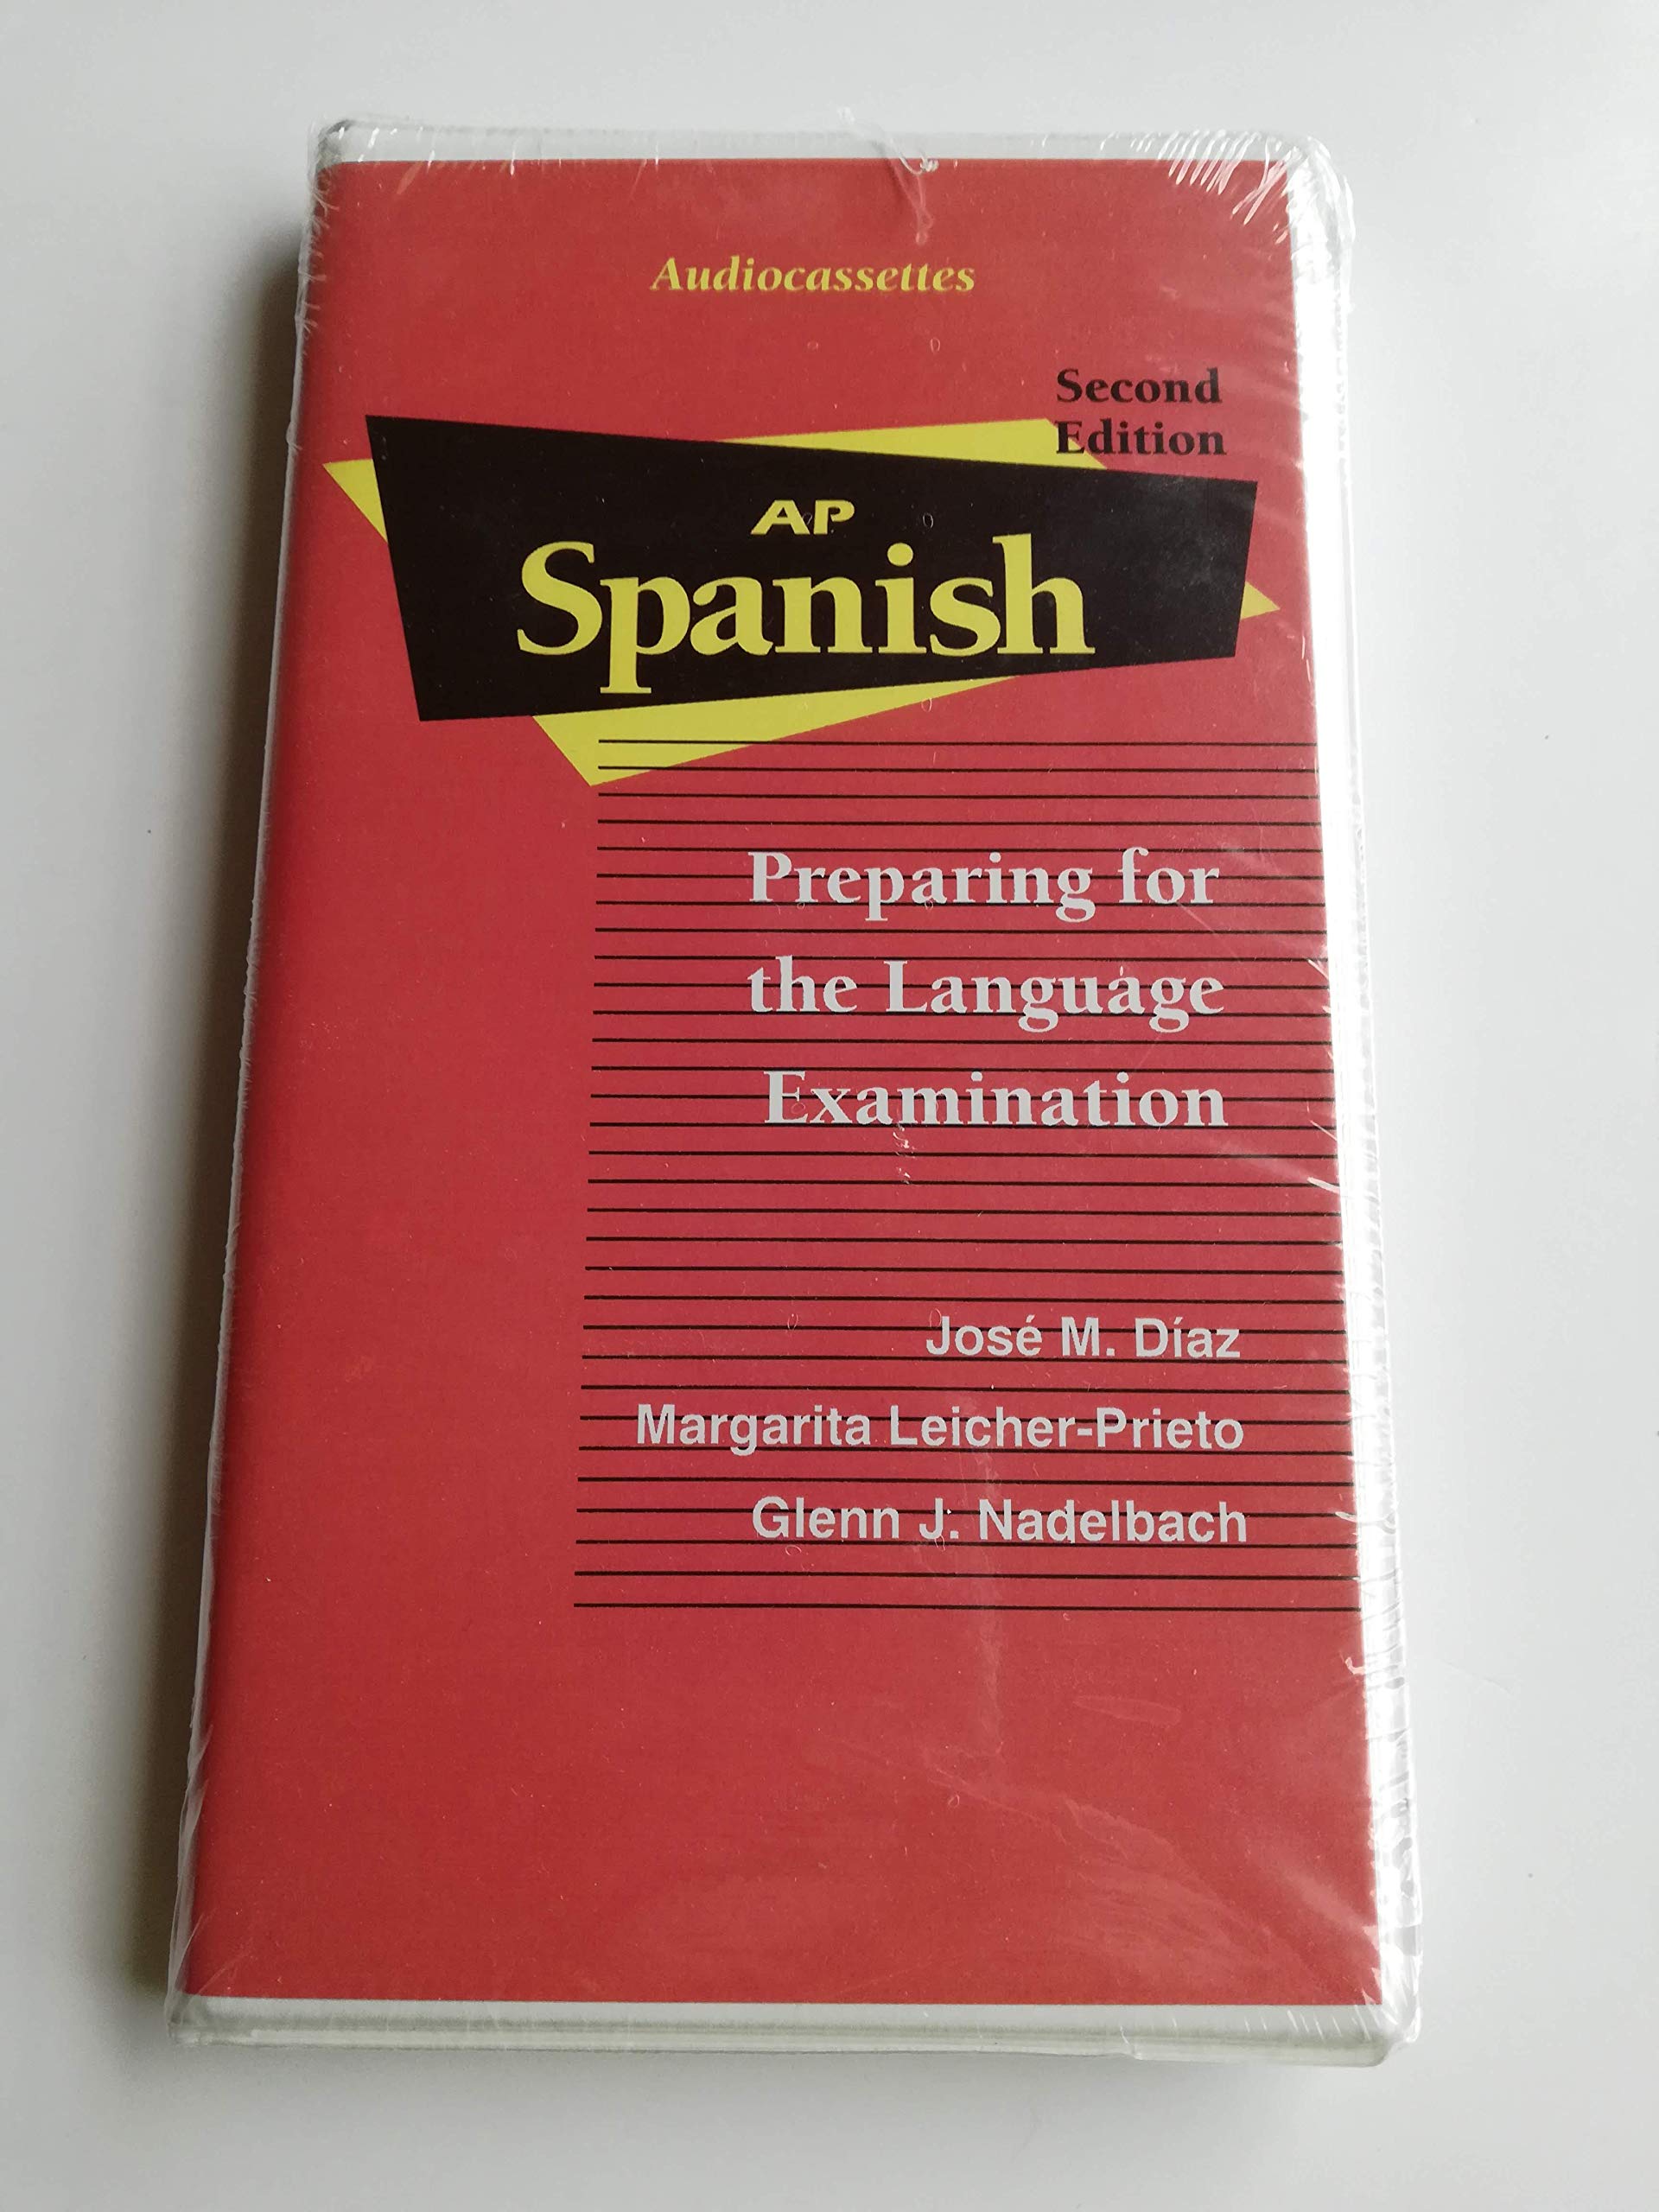 Audiocassettes
Second
Edition
AP
Spanish
Preparing for
the Language
Examination
José M. Díaz
Margarita Leicher-Prieto
Glenn J. Nadelbach